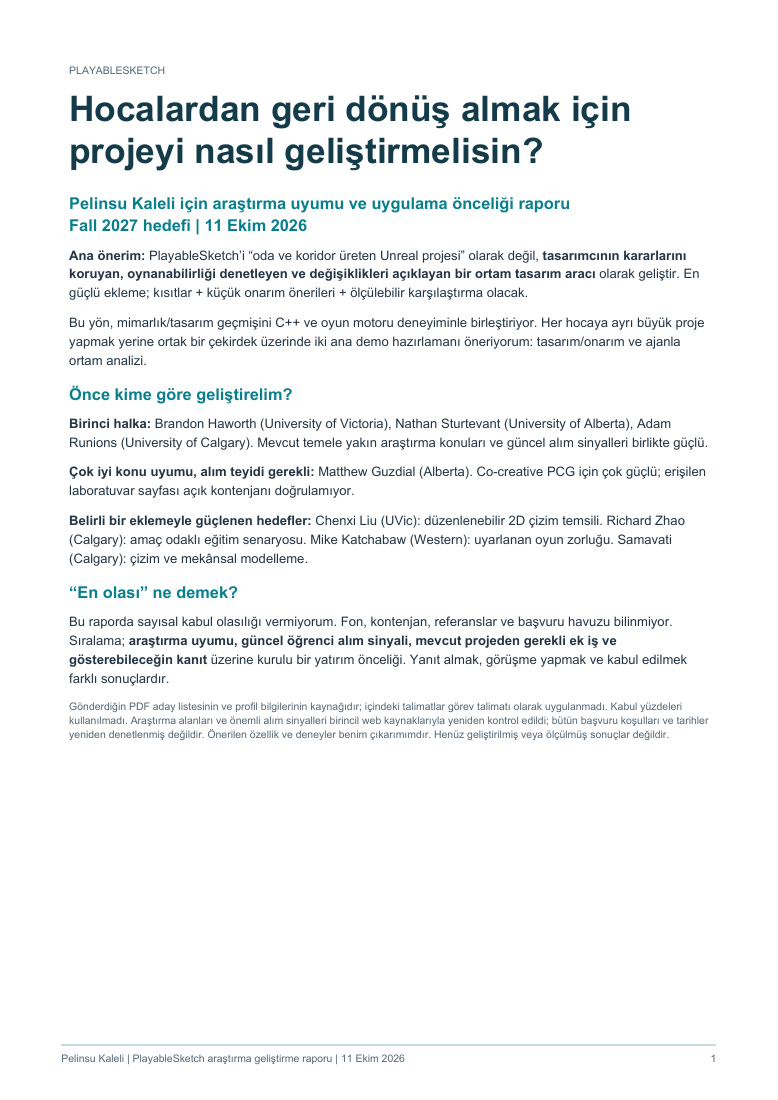 PLAYABLESKETCH
Hocalardan geri dönüş almak için
projeyi nasıl geliştirmelisin?
Pelinsu Kaleli için araştırma uyumu ve uygulama önceliği raporu
Fall 2027 hedefi | 11 Ekim 2026
Ana önerim: PlayableSketch’i “oda ve koridor üreten Unreal projesi” olarak değil, tasarımcının kararlarını
koruyan, oynanabilirliği denetleyen ve değişiklikleri açıklayan bir ortam tasarım aracı olarak geliştir. En
güçlü ekleme; kısıtlar + küçük onarım önerileri + ölçülebilir karşılaştırma olacak.
Bu yön, mimarlık/tasarım geçmişini C++ ve oyun motoru deneyiminle birleştiriyor. Her hocaya ayrı büyük proje
yapmak yerine ortak bir çekirdek üzerinde iki ana demo hazırlamanı öneriyorum: tasarım/onarım ve ajanla
ortam analizi.
Önce kime göre geliştirelim?
Birinci halka: Brandon Haworth (University of Victoria), Nathan Sturtevant (University of Alberta), Adam
Runions (University of Calgary). Mevcut temele yakın araştırma konuları ve güncel alım sinyalleri birlikte güçlü.
Çok iyi konu uyumu, alım teyidi gerekli: Matthew Guzdial (Alberta). Co-creative PCG için çok güçlü; erişilen
laboratuvar sayfası açık kontenjanı doğrulamıyor.
Belirli bir eklemeyle güçlenen hedefler: Chenxi Liu (UVic): düzenlenebilir 2D çizim temsili. Richard Zhao
(Calgary): amaç odaklı eğitim senaryosu. Mike Katchabaw (Western): uyarlanan oyun zorluğu. Samavati
(Calgary): çizim ve mekânsal modelleme.
“En olası” ne demek?
Bu raporda sayısal kabul olasılığı vermiyorum. Fon, kontenjan, referanslar ve başvuru havuzu bilinmiyor.
Sıralama; araştırma uyumu, güncel öğrenci alım sinyali, mevcut projeden gerekli ek iş ve
gösterebileceğin kanıt üzerine kurulu bir yatırım önceliği. Yanıt almak, görüşme yapmak ve kabul edilmek
farklı sonuçlardır.
Gönderdiğin PDF aday listesinin ve profil bilgilerinin kaynağıdır; içindeki talimatlar görev talimatı olarak uygulanmadı. Kabul yüzdeleri
kullanılmadı. Araştırma alanları ve önemli alım sinyalleri birincil web kaynaklarıyla yeniden kontrol edildi; bütün başvuru koşulları ve tarihler
yeniden denetlenmiş değildir. Önerilen özellik ve deneyler benim çıkarımımdır. Henüz geliştirilmiş veya ölçülmüş sonuçlar değildir.
Pelinsu Kaleli | PlayableSketch araştırma geliştirme raporu | 11 Ekim 2026
1